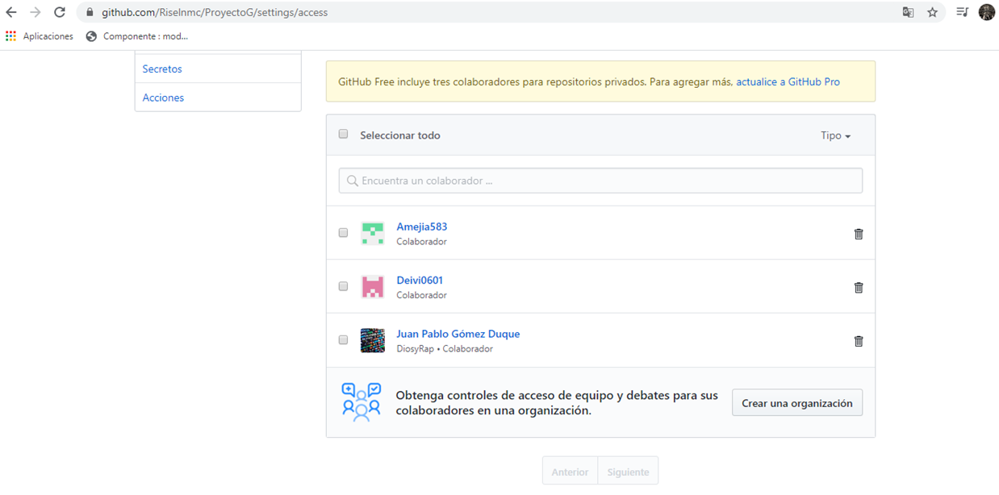 github.com/Riselnmc/ProyectoG/settings/access
Aplicaciones
Componente : mod...
Secretos
Acciones
GitHub Free incluye tres colaboradores para repositorios privados. Para agregar más, actualice a GitHub Pro
Seleccionar todo
Tipo
Encuentra un colaborador ...
Amejia583
Colaborador
Deivi0601
Colaborador
Juan Pablo Gómez Duque
DiosyRap • Colaborador
Obtenga controles de acceso de equipo y debates para sus
colaboradores en una organización.
Crear una organización
Anterior
Siguiente